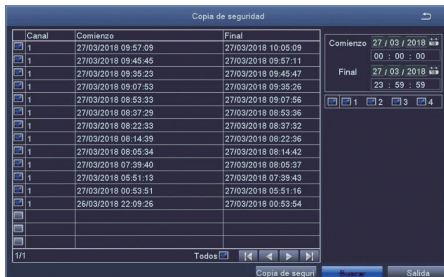 Copia de seguridad
Canal Comienzo Final
1 27/03/2018 09:57:09 27/03/2018 10:05:09
1 27/03/2018 09:45:45 27/03/2018 09:57:11
1 27/03/2018 09:35:23 27/03/2018 09:45:47
1 27/03/2018 09:07:53 27/03/2018 09:35:26
1 27/03/2018 08:53:33 27/03/2018 09:07:56
1 27/03/2018 08:37:29 27/03/2018 08:53:36
1 27/03/2018 08:22:33 27/03/2018 08:37:32
1 27/03/2018 08:14:39 27/03/2018 08:22:36
1 27/03/2018 08:05:34 27/03/2018 08:14:42
1 27/03/2018 07:39:40 27/03/2018 08:05:37
1 27/03/2018 05:51:13 27/03/2018 07:39:43
1 27/03/2018 00:53:51 27/03/2018 05:51:16
1 26/03/2018 22:09:26 27/03/2018 00:53:54
1/1 Todos
Comienzo 27 / 03 / 2018
00 : 00 : 00
Final 27 / 03 / 2018
23 : 59 : 59
1 2 3 4
Copia de seguri Buscar Salida